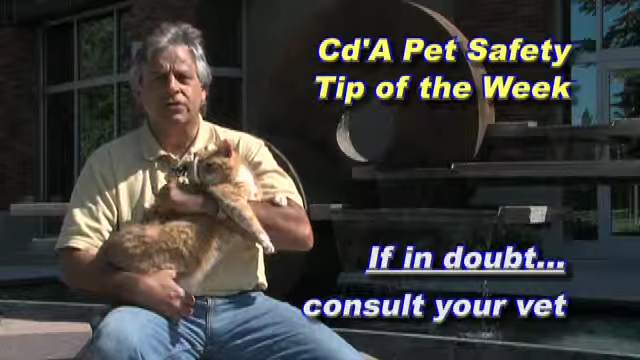 Cd'A Pet Safety
Tip of the Week
If in doubt...
consult your vet